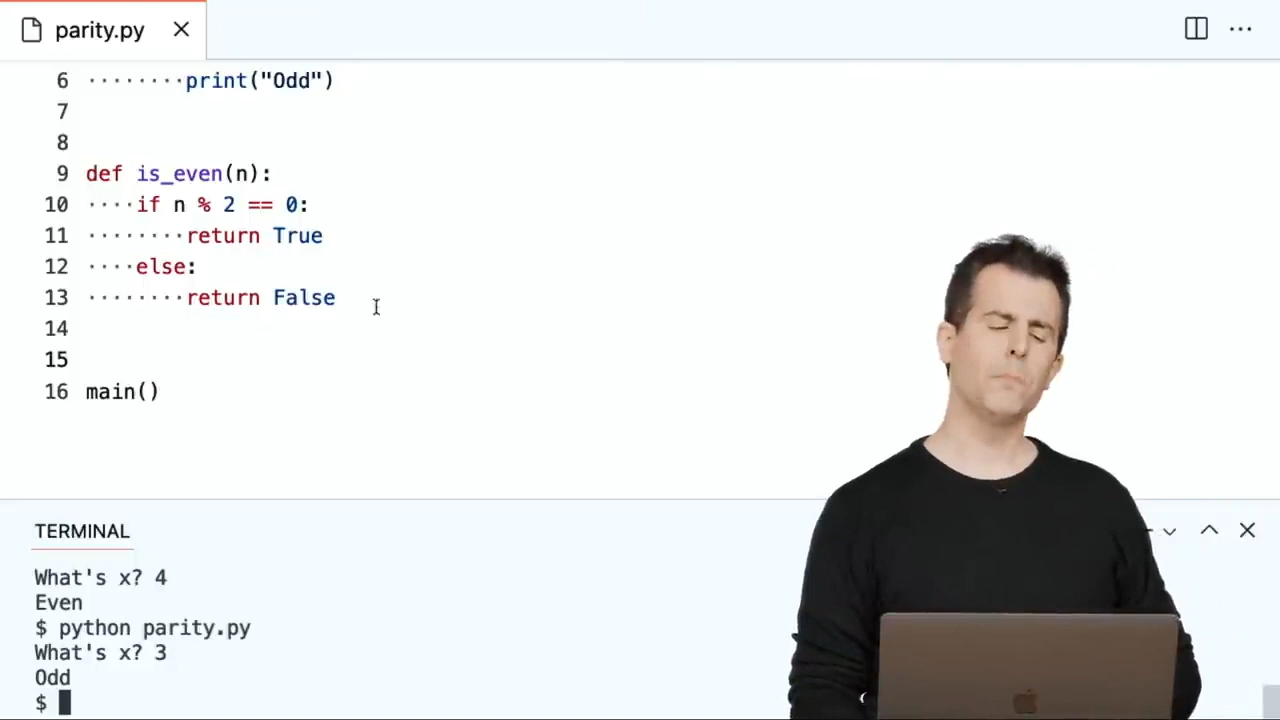 parity.py
6 ········print("Odd")
7
8
9 def is_even(n):
10 ····if n % 2 == 0:
11 ········return True
12 ····else:
13 ········return False
14
15
16 main()
TERMINAL
What's x? 4
Even
$ python parity.py
What's x? 3
Odd
$